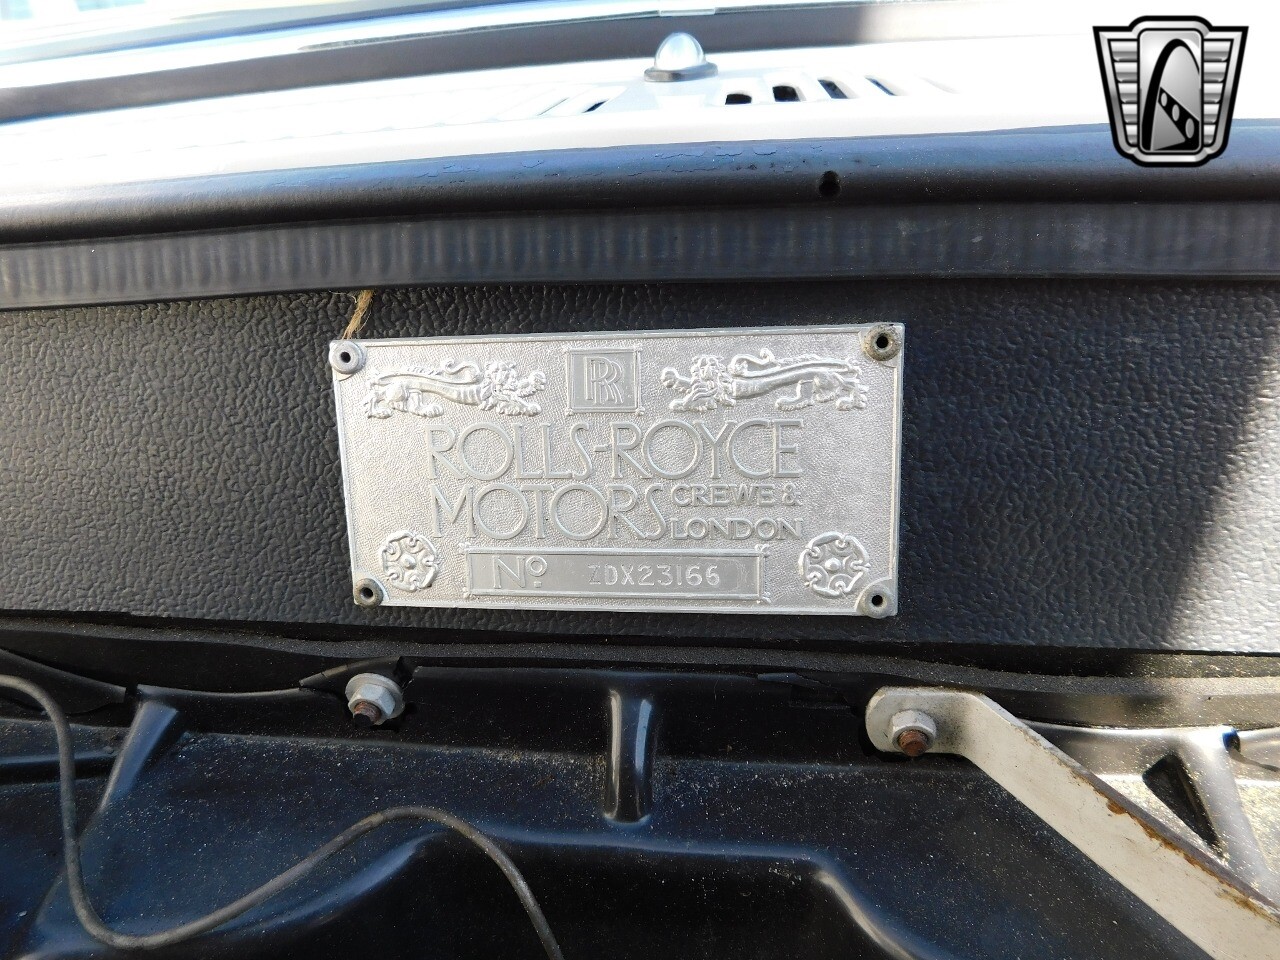 RR
ROLLS-ROYCE
MOTORS CREWE &
LONDON
Nº ZDX23166